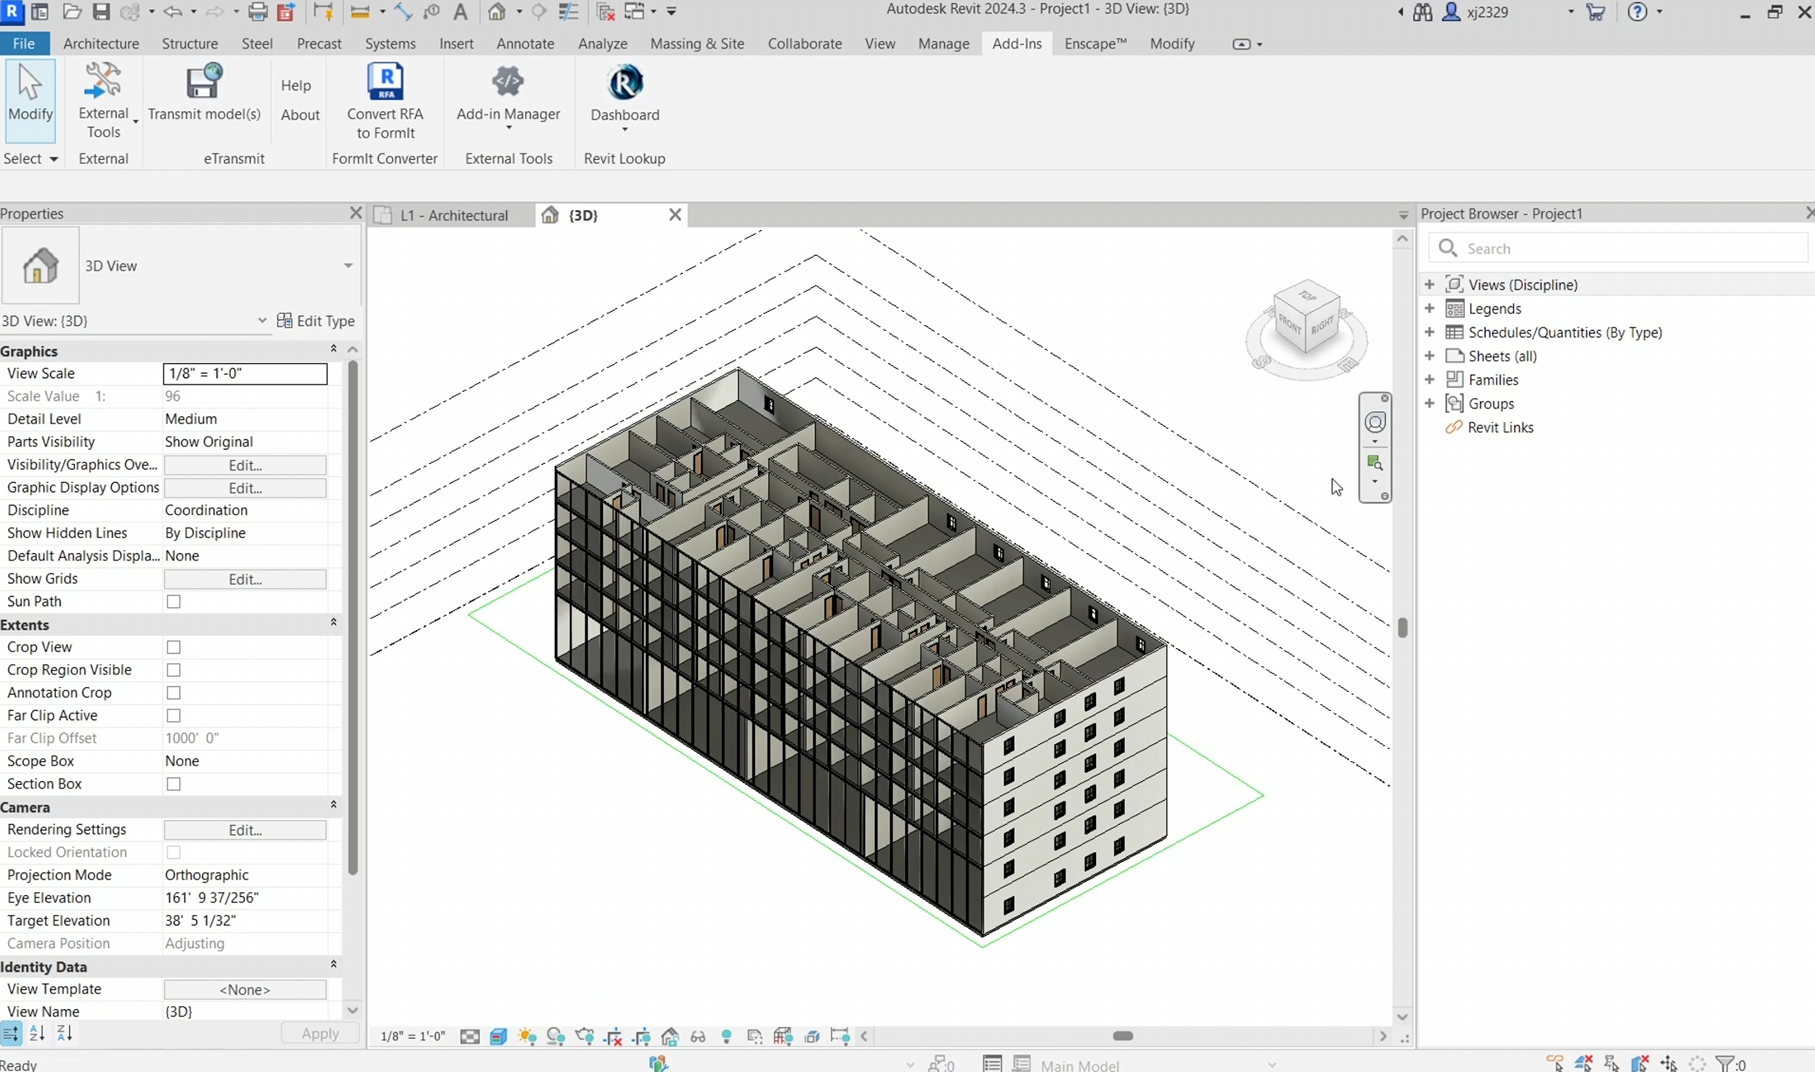 Autodesk Revit 2024.3 - Project1 - 3D View: {3D}
xj2329
File
Architecture
Structure
Steel
Precast
Systems
Insert
Annotate
Analyze
Massing & Site
Collaborate
View
Manage
Add-Ins
Enscape™
Modify
Modify
External
Tools
Transmit model(s)
Help
About
Convert RFA
to FormIt
Add-in Manager
Dashboard
Select
External
eTransmit
FormIt Converter
External Tools
Revit Lookup
Properties
3D View
3D View: {3D}
Edit Type
Graphics
View Scale 1/8" = 1'-0"
Scale Value 1: 96
Detail Level Medium
Parts Visibility Show Original
Visibility/Graphics Ove... Edit...
Graphic Display Options Edit...
Discipline Coordination
Show Hidden Lines By Discipline
Default Analysis Displa... None
Show Grids Edit...
Sun Path
Extents
Crop View
Crop Region Visible
Annotation Crop
Far Clip Active
Far Clip Offset 1000' 0"
Scope Box None
Section Box
Camera
Rendering Settings Edit...
Locked Orientation
Projection Mode Orthographic
Eye Elevation 161' 9 37/256"
Target Elevation 38' 5 1/32"
Camera Position Adjusting
Identity Data
View Template <None>
View Name {3D}
Apply
L1 - Architectural
{3D}
TOP
FRONT
RIGHT
S
E
1/8" = 1'-0"
Project Browser - Project1
Search
Views (Discipline)
Legends
Schedules/Quantities (By Type)
Sheets (all)
Families
Groups
Revit Links
Ready
:0
Main Model
:0